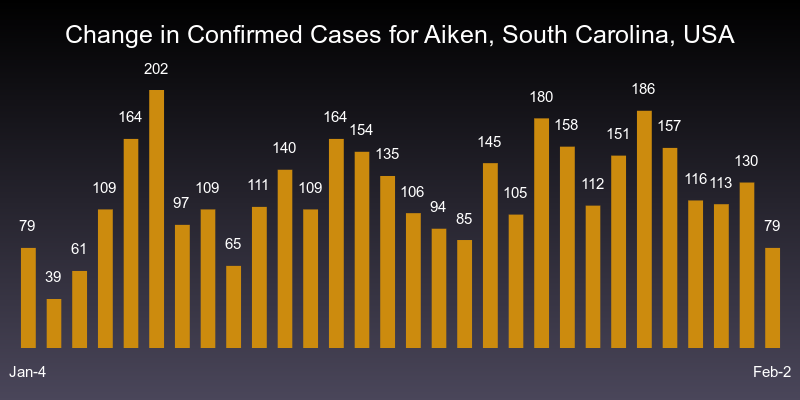 Change in Confirmed Cases for Aiken, South Carolina, USA
79 39 61 109 164 202 97 109 65 111 140 109 164 154 135 106 94 85 145 105 180 158 112 151 186 157 116 113 130 79
Jan-4 Feb-2